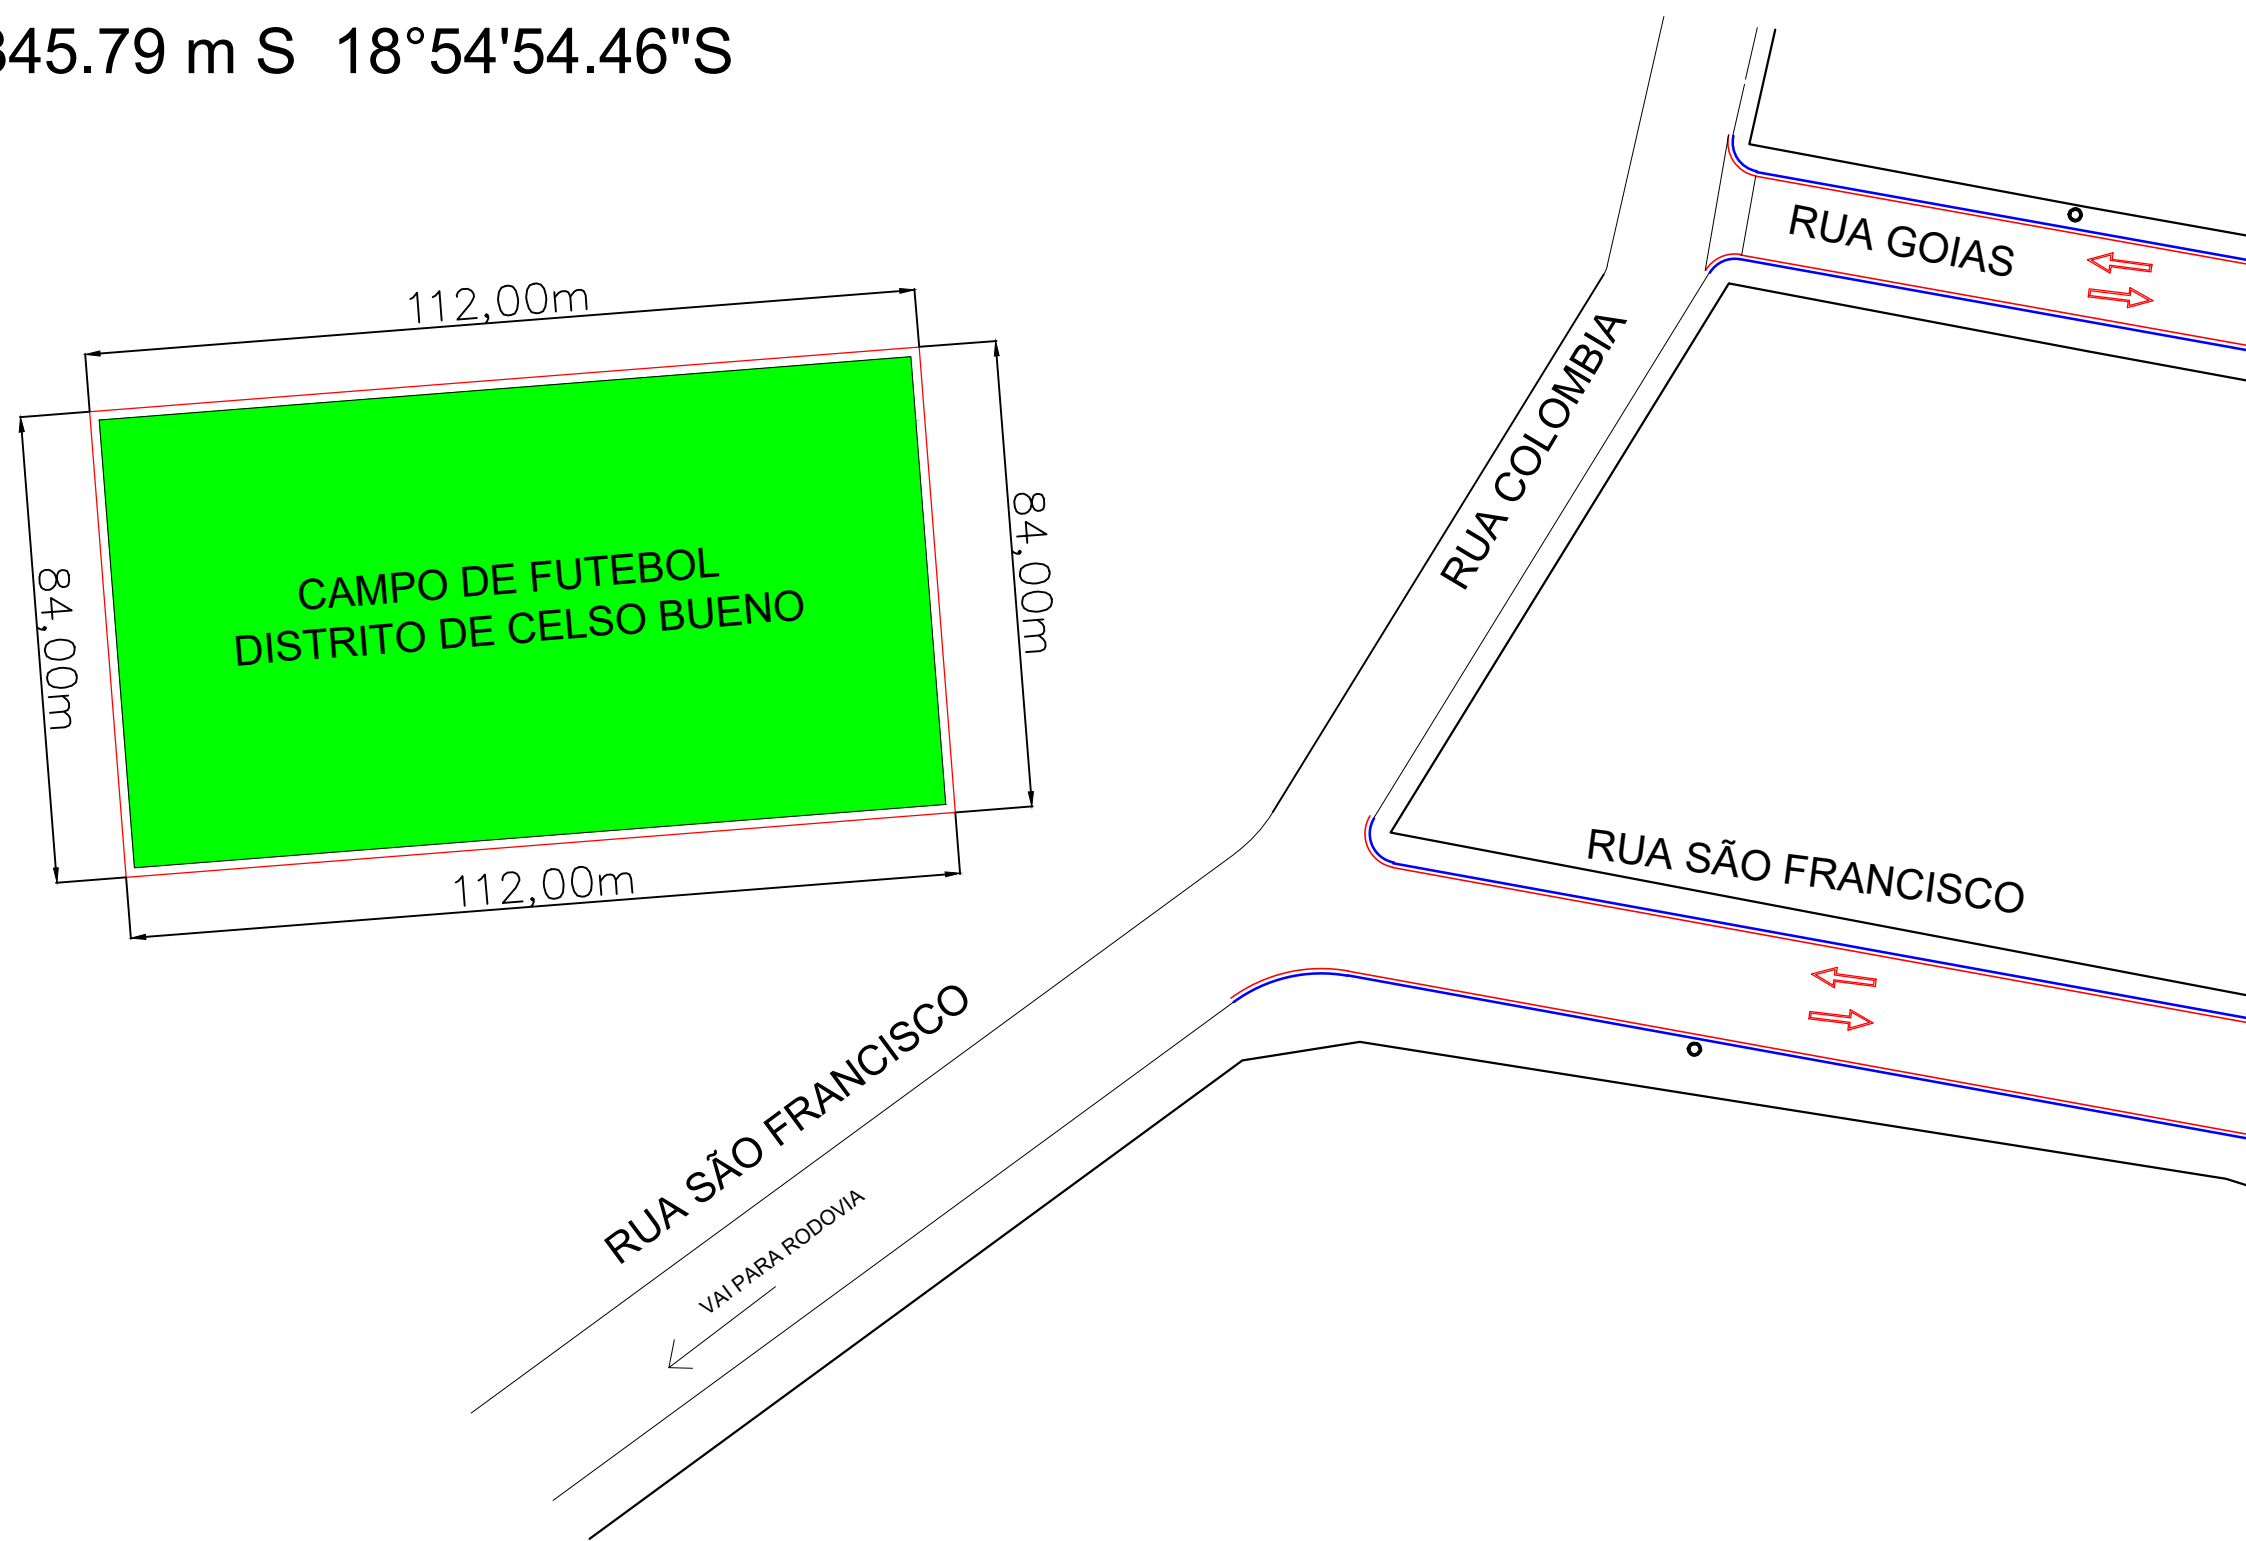 845.79 m S 18°54'54.46"S
RUA GOIAS
112,00m
RUA COLOMBIA
84,00m
84,00m
CAMPO DE FUTEBOL
DISTRITO DE CELSO BUENO
RUA SÃO FRANCISCO
112,00m
RUA SÃO FRANCISCO
VAI PARA RODOVIA